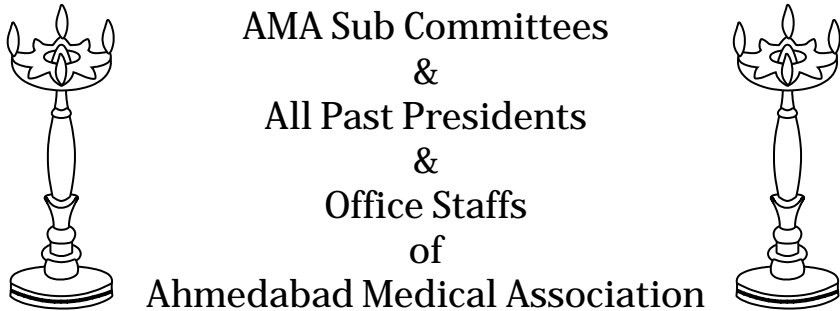 AMA Sub Committees
&
All Past Presidents
&
Office Staffs
of
Ahmedabad Medical Association